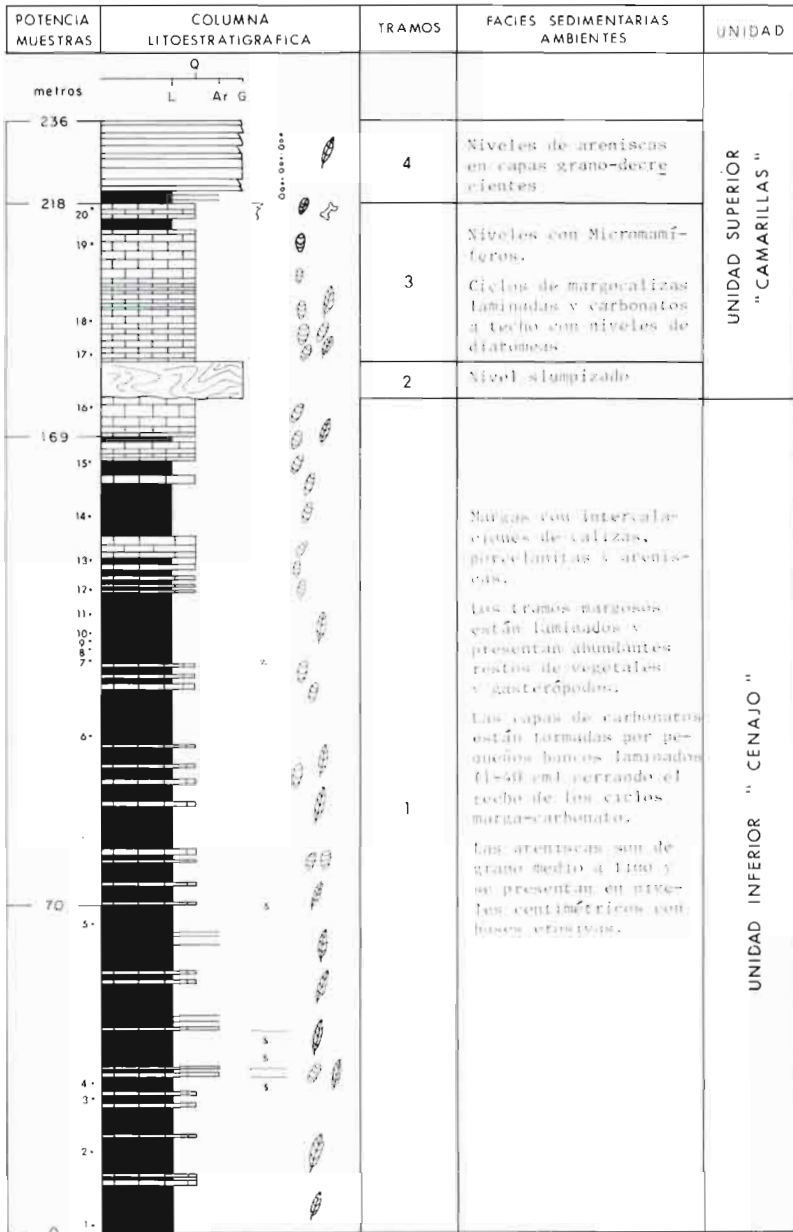 POTENCIA
MUESTRAS
COLUMNA
LITOESTRATIGRAFICA
TRAMOS
FACIES SEDIMENTARIAS
AMBIENTES
UNIDAD
Q
metros
L Ar G
236
4
Niveles de areniscas
en capas grano-decre
cientes
218
20
19
18
17
3
Niveles con Micromamí-
feros.
Ciclos de margocalizas
laminadas y carbonatos
a techo con niveles de
diatomeas
2
Nivel slumpizado
UNIDAD SUPERIOR
"CAMARILLAS"
16
169
15
14
13
12
11
10
9
8
7
6
70
5
s
s
s
4
s
3
2
1
0
1
Margas con intercala-
ciones de calizas,
porcelanitas y arenis-
cas.
Los tramos margosos
están laminados y
presentan abundantes
restos de vegetales
y gasterópodos.
Las capas de carbonatos
están formadas por pe-
queños bancos laminados
(1-40 cm) cerrando el
techo de los ciclos
marga-carbonato.
Las areniscas son de
grano medio a fino y
se presentan en nive-
les centimétricos con
bases erosivas.
UNIDAD INFERIOR " CENAJO "